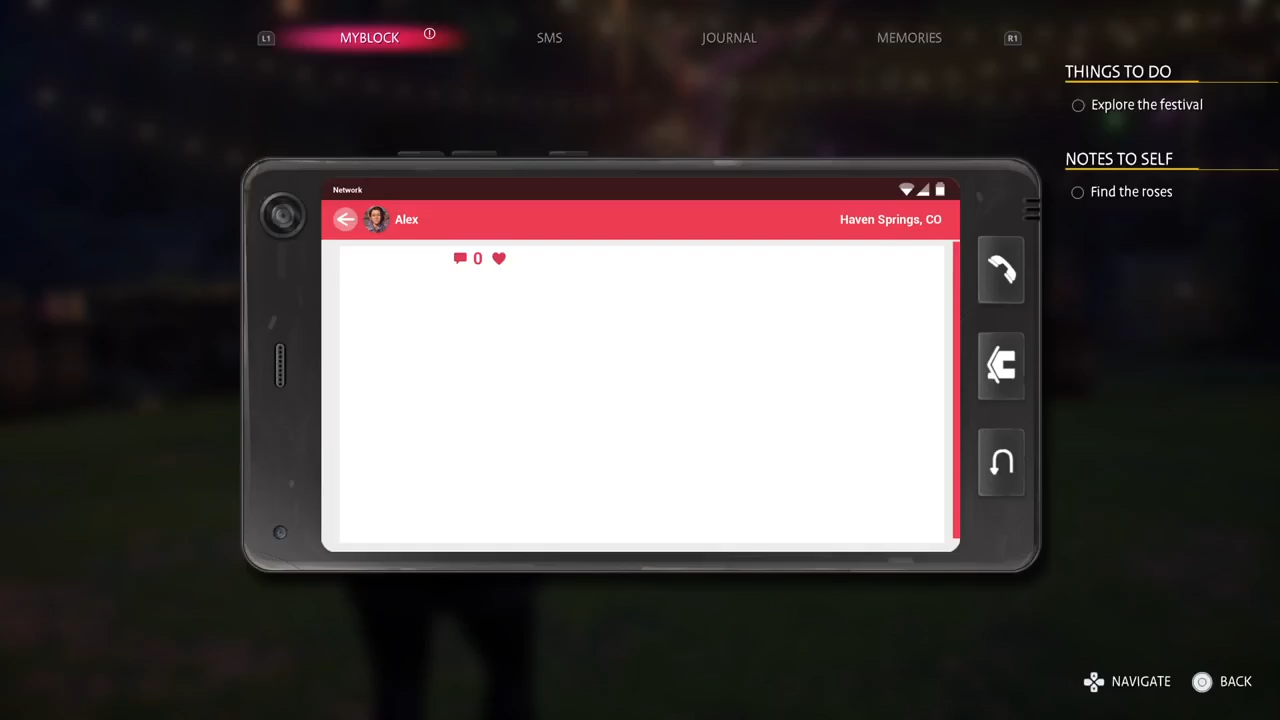 L1
MYBLOCK
SMS
JOURNAL
MEMORIES
R1
THINGS TO DO
Explore the festival
NOTES TO SELF
Find the roses
Network
Alex
Haven Springs, CO
0
NAVIGATE
BACK